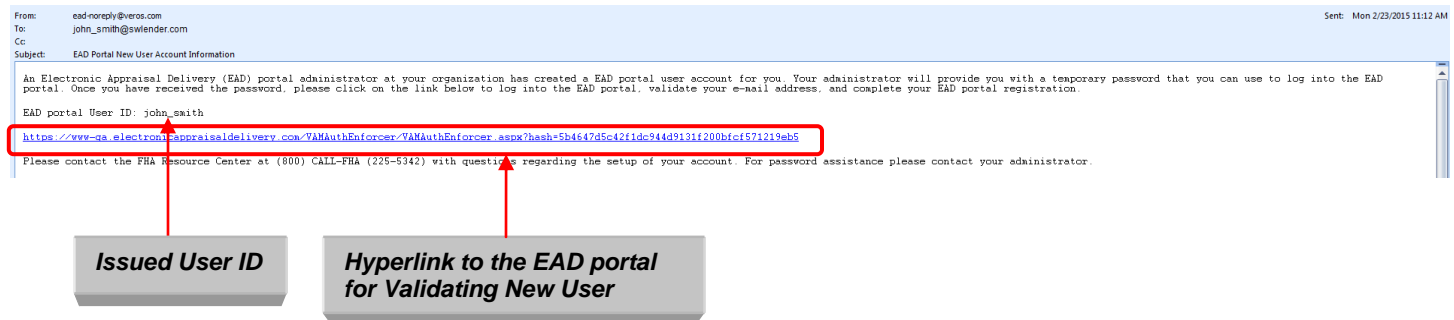 From: ead-noreply@veros.com Sent: Mon 2/23/2015 11:12 AM
To: john_smith@swlender.com
Cc:
Subject: EAD Portal New User Account Information
An Electronic Appraisal Delivery (EAD) portal administrator at your organization has created a EAD portal user account for you. Your administrator will provide you with a temporary password that you can use to log into the EAD
portal. Once you have received the password, please click on the link below to log into the EAD portal, validate your e-mail address, and complete your EAD portal registration.
EAD portal User ID: john_smith
https://www-qa.electronicappraisaldelivery.com/VAMAuthEnforcer/VAMAuthEnforcer.aspx?hash=5b4647d5c42f1dc944d9131f200bfcf571219eb5
Please contact the FHA Resource Center at (800) CALL-FHA (225-5342) with questions regarding the setup of your account. For password assistance please contact your administrator.
Issued User ID
Hyperlink to the EAD portal
for Validating New User